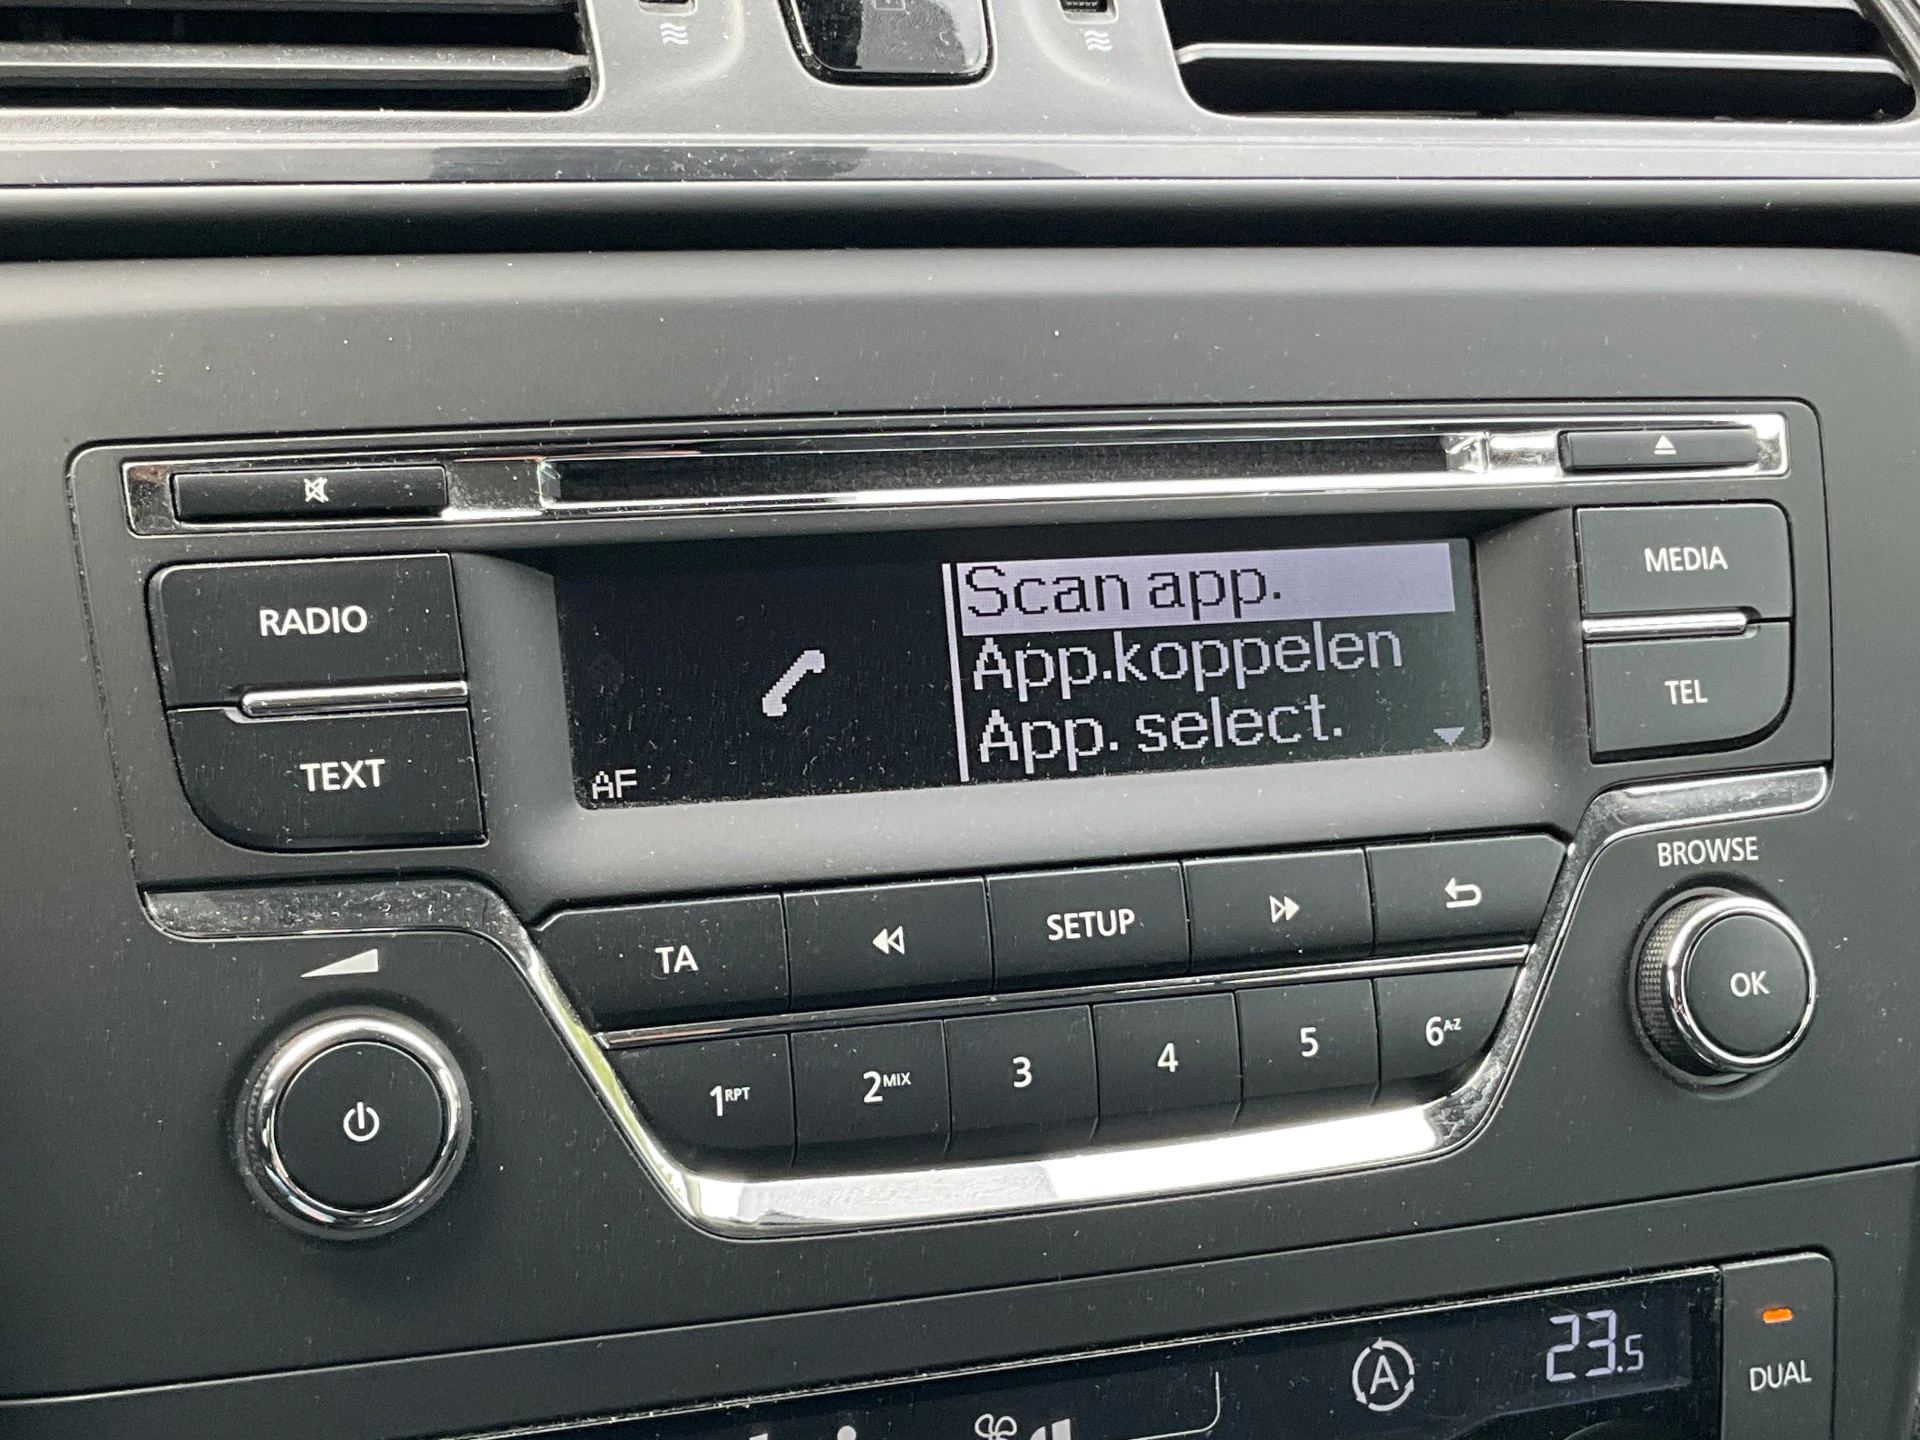 RADIO
TEXT
Scan app.
App.koppelen
App. select.
AF
MEDIA
TEL
BROWSE
OK
TA
SETUP
1RPT
2MIX
3
4
5
6A-Z
A
23.5
DUAL